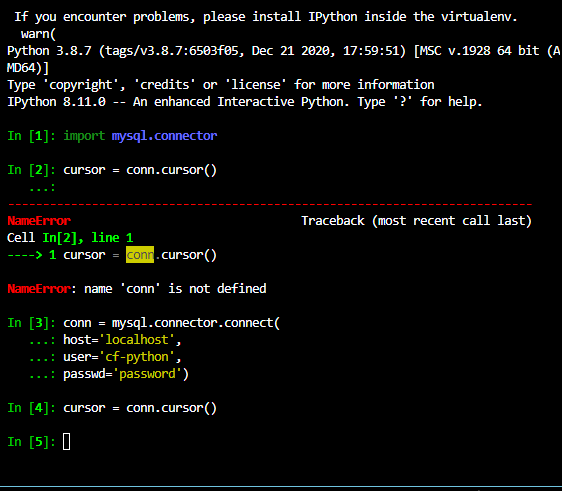 If you encounter problems, please install IPython inside the virtualenv.
warn(
Python 3.8.7 (tags/v3.8.7:6503f05, Dec 21 2020, 17:59:51) [MSC v.1928 64 bit (A
MD64)]
Type 'copyright', 'credits' or 'license' for more information
IPython 8.11.0 -- An enhanced Interactive Python. Type '?' for help.
In [1]: import mysql.connector
In [2]: cursor = conn.cursor()
...:
---------------------------------------------------------------------------
NameError                                 Traceback (most recent call last)
Cell In[2], line 1
----> 1 cursor = conn.cursor()
NameError: name 'conn' is not defined
In [3]: conn = mysql.connector.connect(
...: host='localhost',
...: user='cf-python',
...: passwd='password')
In [4]: cursor = conn.cursor()
In [5]: